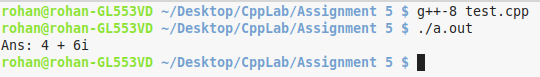 rohan@rohan-GL553VD ~/Desktop/CppLab/Assignment 5 $ g++-8 test.cpp
rohan@rohan-GL553VD ~/Desktop/CppLab/Assignment 5 $ ./a.out
Ans: 4 + 6i
rohan@rohan-GL553VD ~/Desktop/CppLab/Assignment 5 $